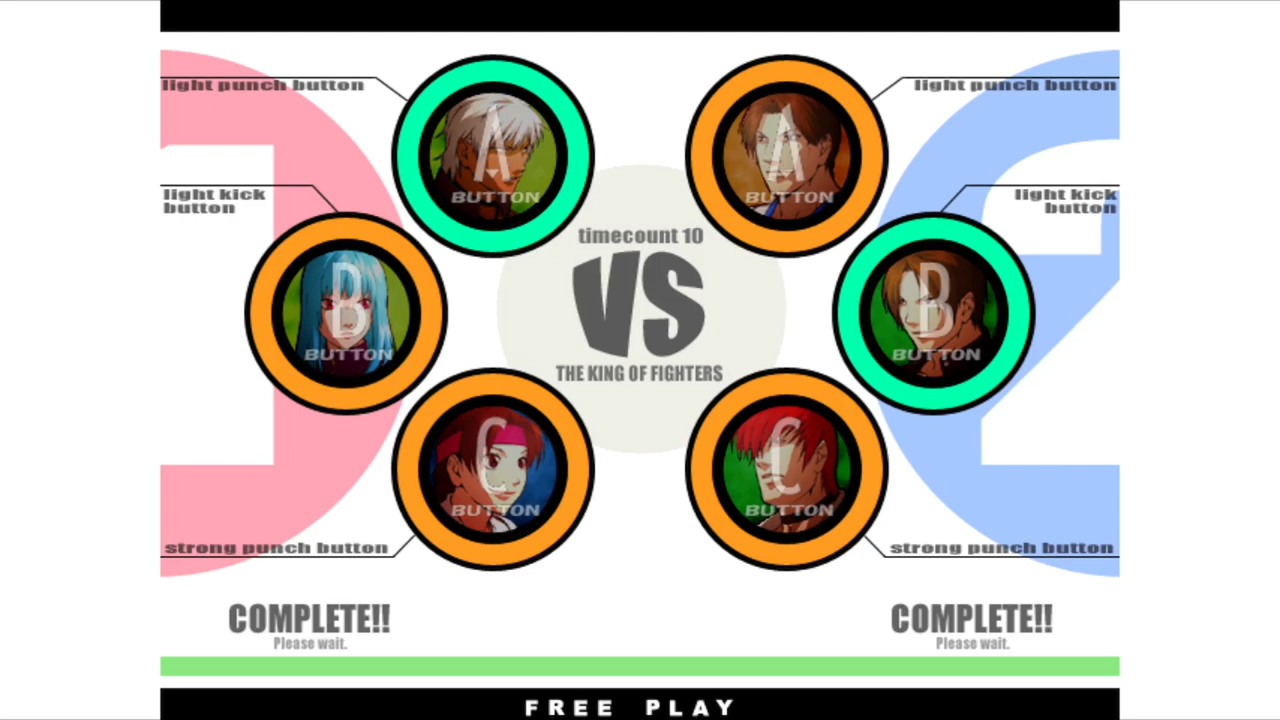 light punch button
light punch button
A
BUTTON
A
BUTTON
light kick
button
light kick
button
timecount 10
VS
THE KING OF FIGHTERS
B
BUTTON
B
BUTTON
C
BUTTON
C
BUTTON
strong punch button
strong punch button
COMPLETE!!
Please wait.
COMPLETE!!
Please wait.
1
2
FREE PLAY